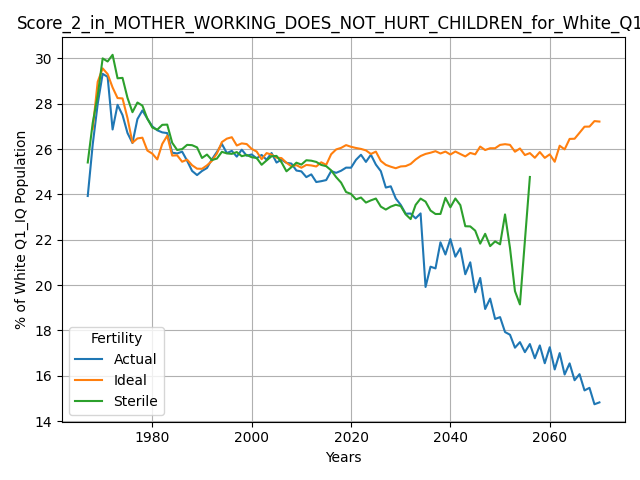 Score_2_in_MOTHER_WORKING_DOES_NOT_HURT_CHILDREN_for_White_Q1
% of White Q1_IQ Population
30
28
26
24
22
20
18
16
14
Fertility
Actual
Ideal
Sterile
1980
2000
2020
2040
2060
Years